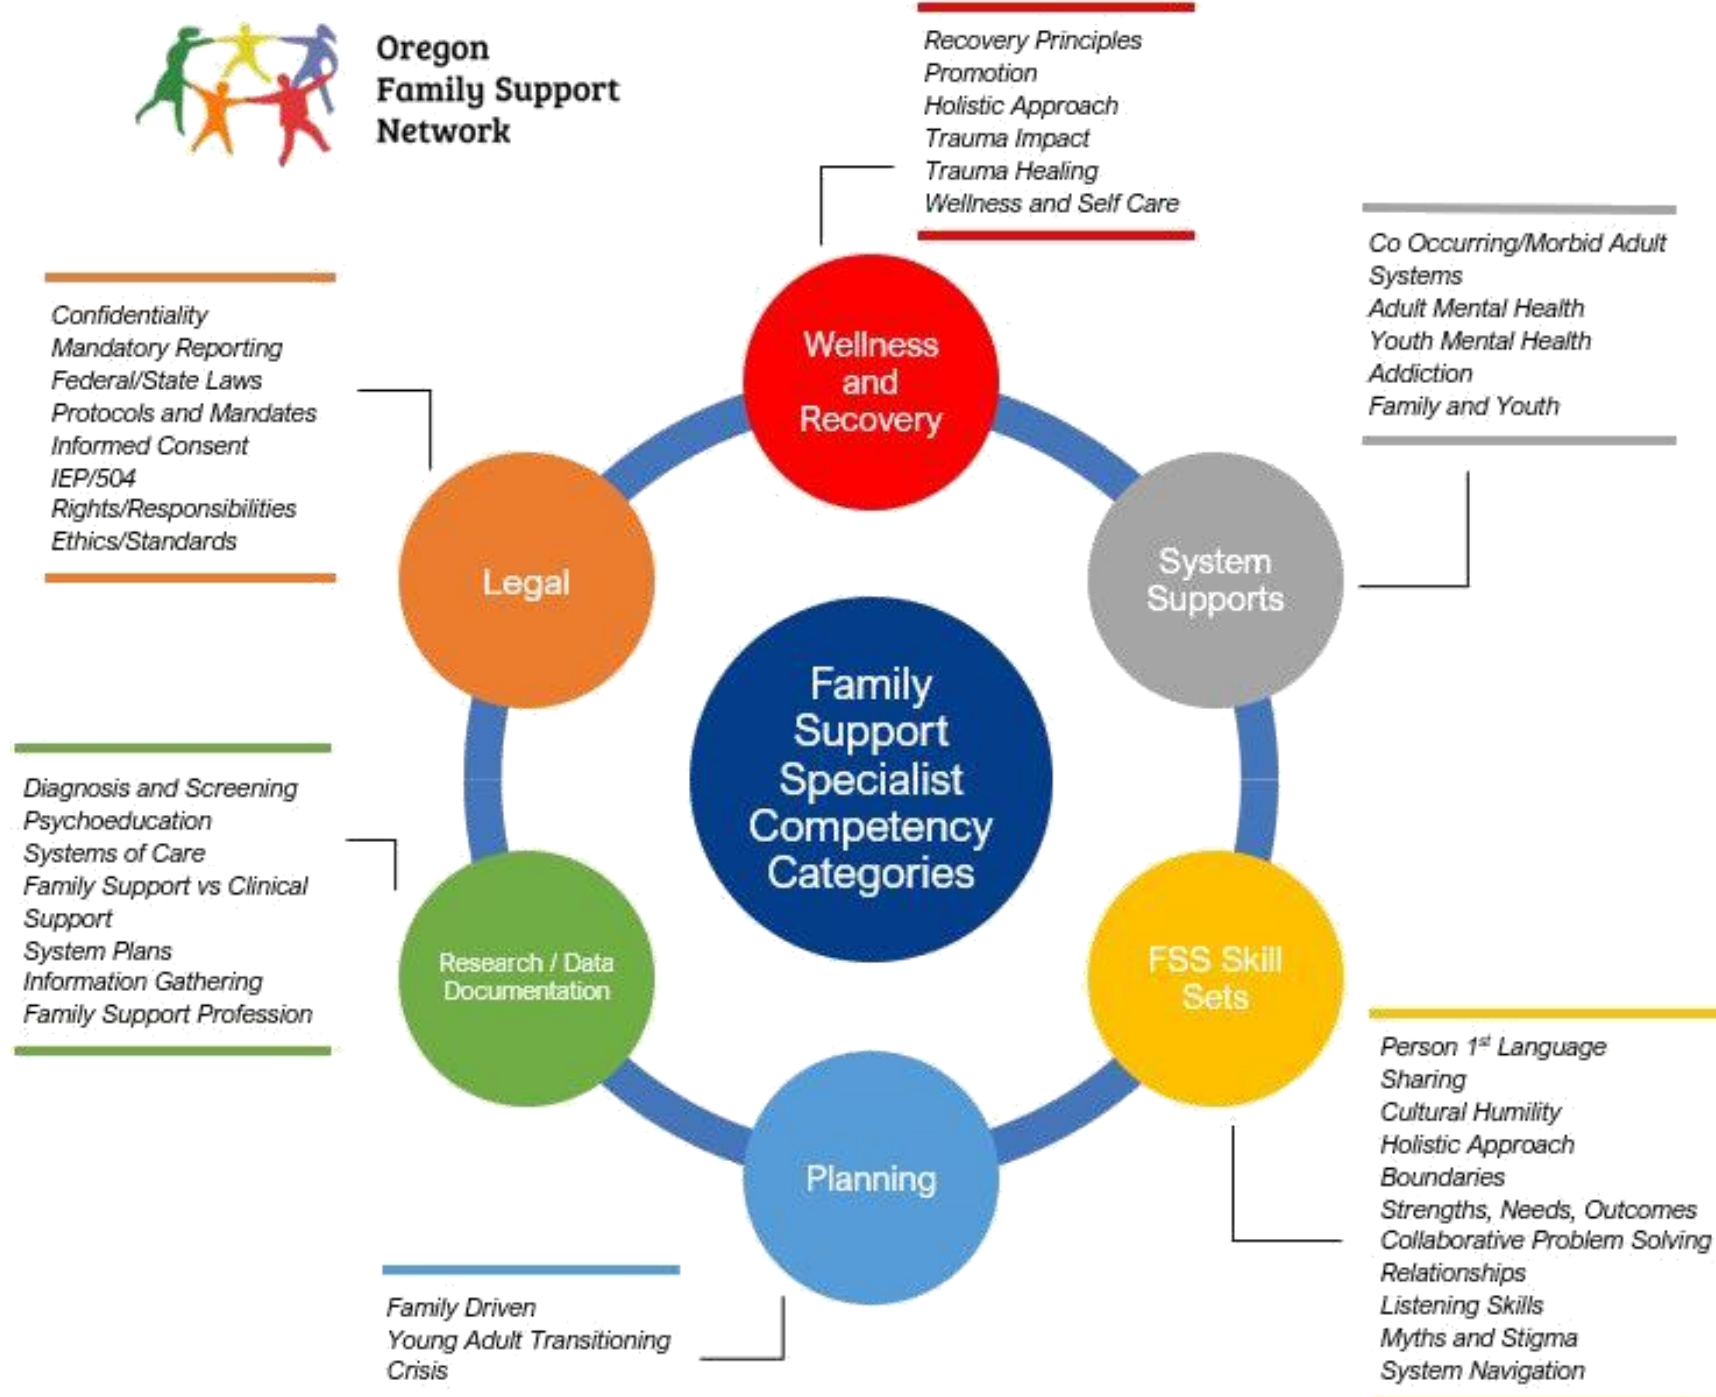 Oregon
Family Support
Network
Recovery Principles
Promotion
Holistic Approach
Trauma Impact
Trauma Healing
Wellness and Self Care
Co Occurring/Morbid Adult
Systems
Adult Mental Health
Youth Mental Health
Addiction
Family and Youth
Confidentiality
Mandatory Reporting
Federal/State Laws
Protocols and Mandates
Informed Consent
IEP/504
Rights/Responsibilities
Ethics/Standards
Wellness
and
Recovery
Legal
System
Supports
Family
Support
Specialist
Competency
Categories
Diagnosis and Screening
Psychoeducation
Systems of Care
Family Support vs Clinical
Support
System Plans
Information Gathering
Family Support Profession
Research / Data
Documentation
FSS Skill
Sets
Planning
Person 1st Language
Sharing
Cultural Humility
Holistic Approach
Boundaries
Strengths, Needs, Outcomes
Collaborative Problem Solving
Relationships
Listening Skills
Myths and Stigma
System Navigation
Family Driven
Young Adult Transitioning
Crisis